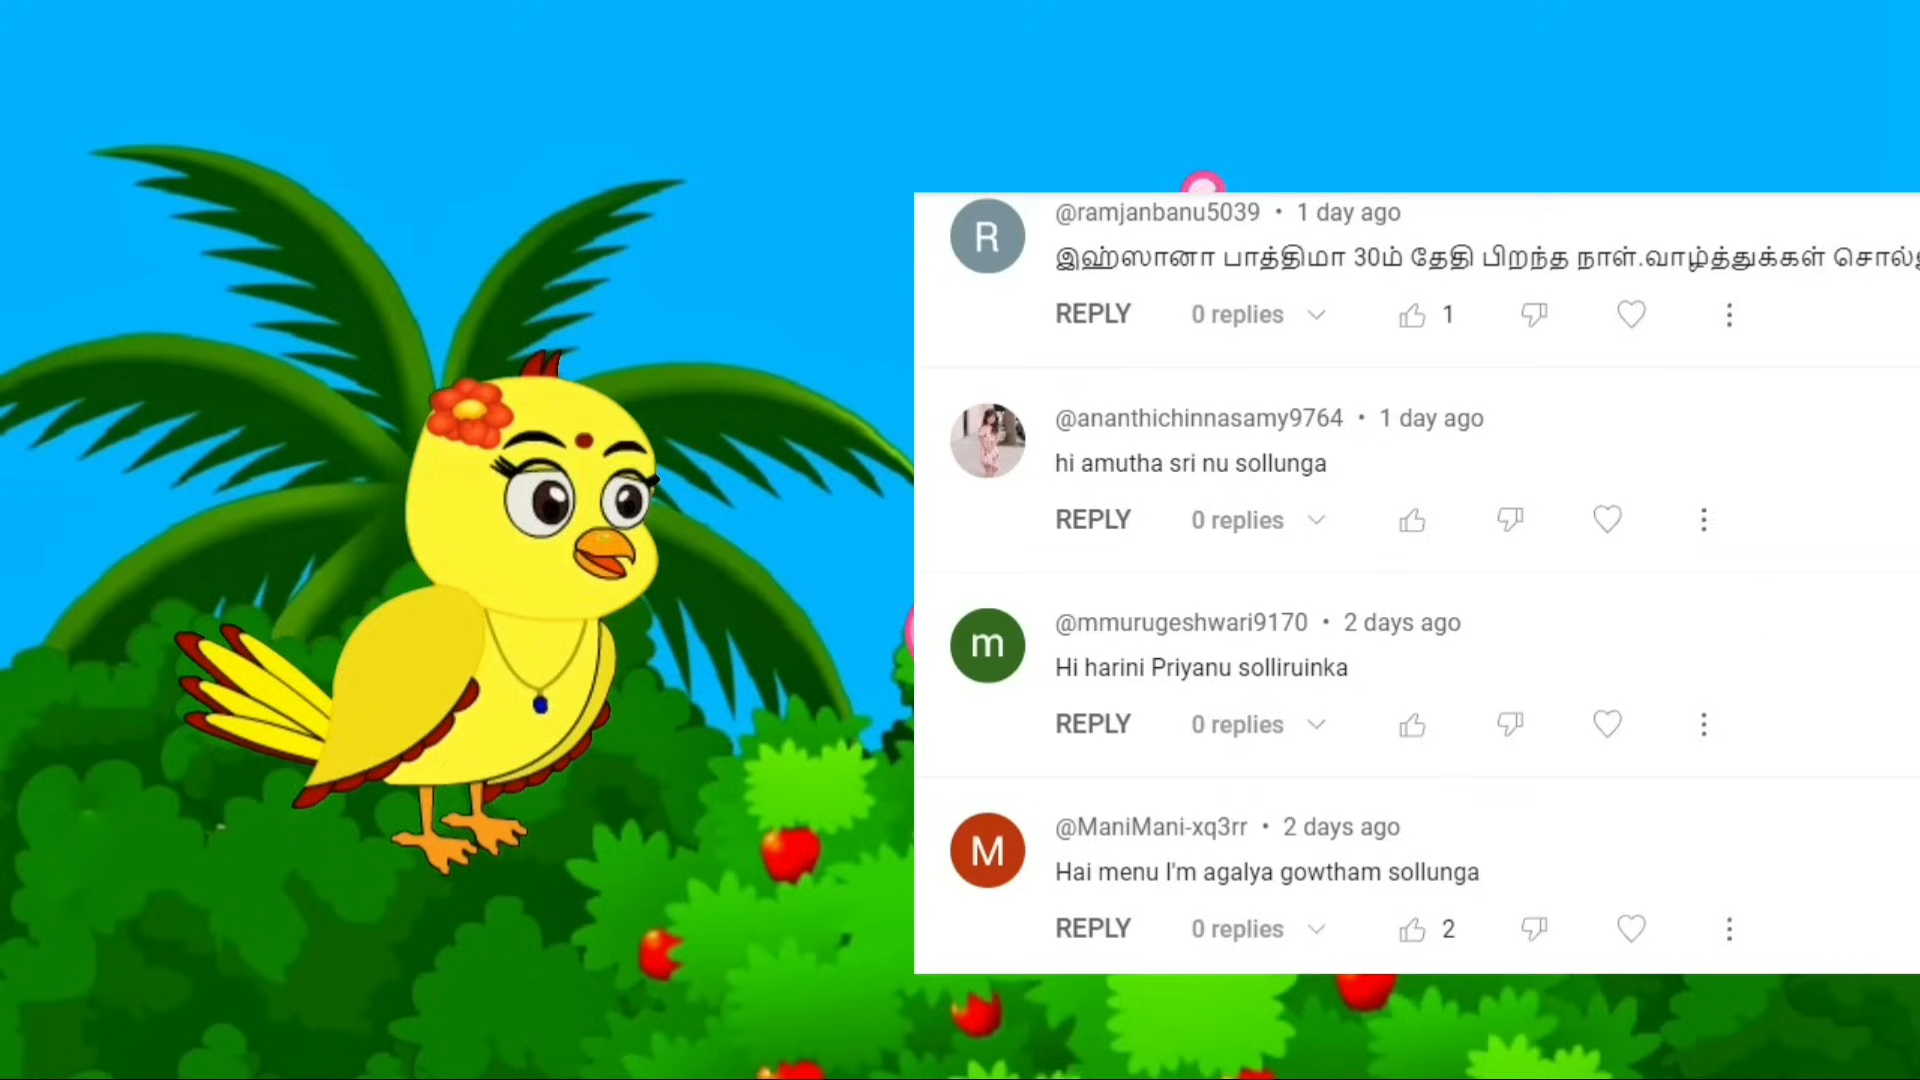 R
@ramjanbanu5039 • 1 day ago
இஹ்ஸானா பாத்திமா 30ம் தேதி பிறந்த நாள்.வாழ்த்துக்கள்
REPLY 0 replies 1
@ananthichinnasamy9764 • 1 day ago
hi amutha sri nu sollunga
REPLY 0 replies
m
@mmurugeshwari9170 • 2 days ago
Hi harini Priyanu solliruinka
REPLY 0 replies
M
@ManiMani-xq3rr • 2 days ago
Hai menu I'm agalya gowtham sollunga
REPLY 0 replies 2